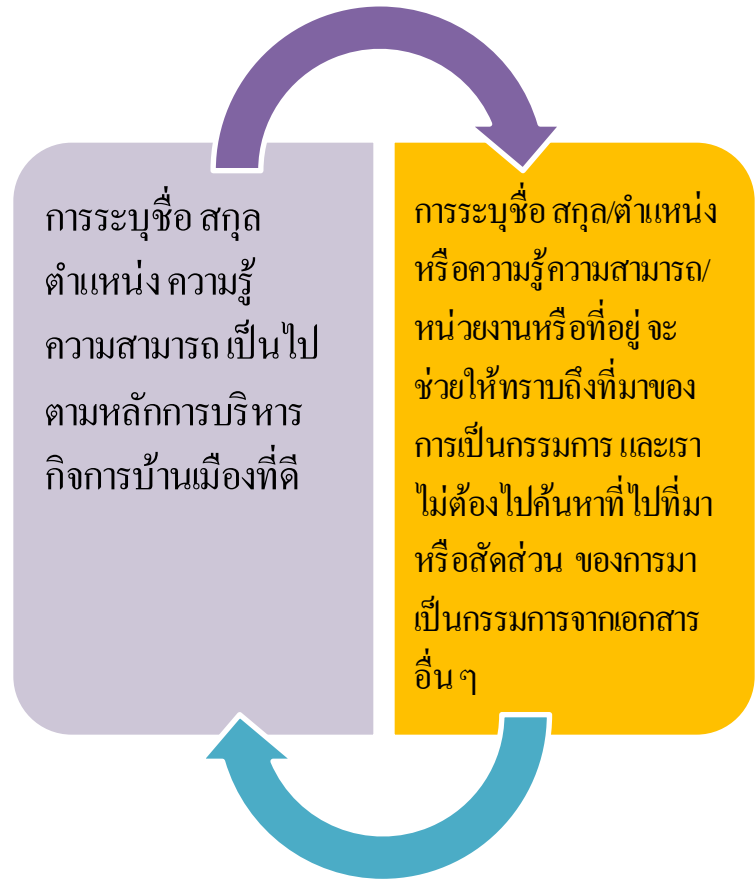 การระบุชื่อ สกุล
ตำแหน่ง ความรู้
ความสามารถ เป็นไป
ตามหลักการบริหาร
กิจการบ้านเมืองที่ดี
การระบุชื่อ สกุล/ตำแหน่ง
หรือความรู้ความสามารถ/
หน่วยงานหรือที่อยู่ จะ
ช่วยให้ทราบถึงที่มาของ
การเป็นกรรมการ และเรา
ไม่ต้องไปค้นหาที่ไปที่มา
หรือสัดส่วน ของการมา
เป็นกรรมการจากเอกสาร
อื่น ๆ